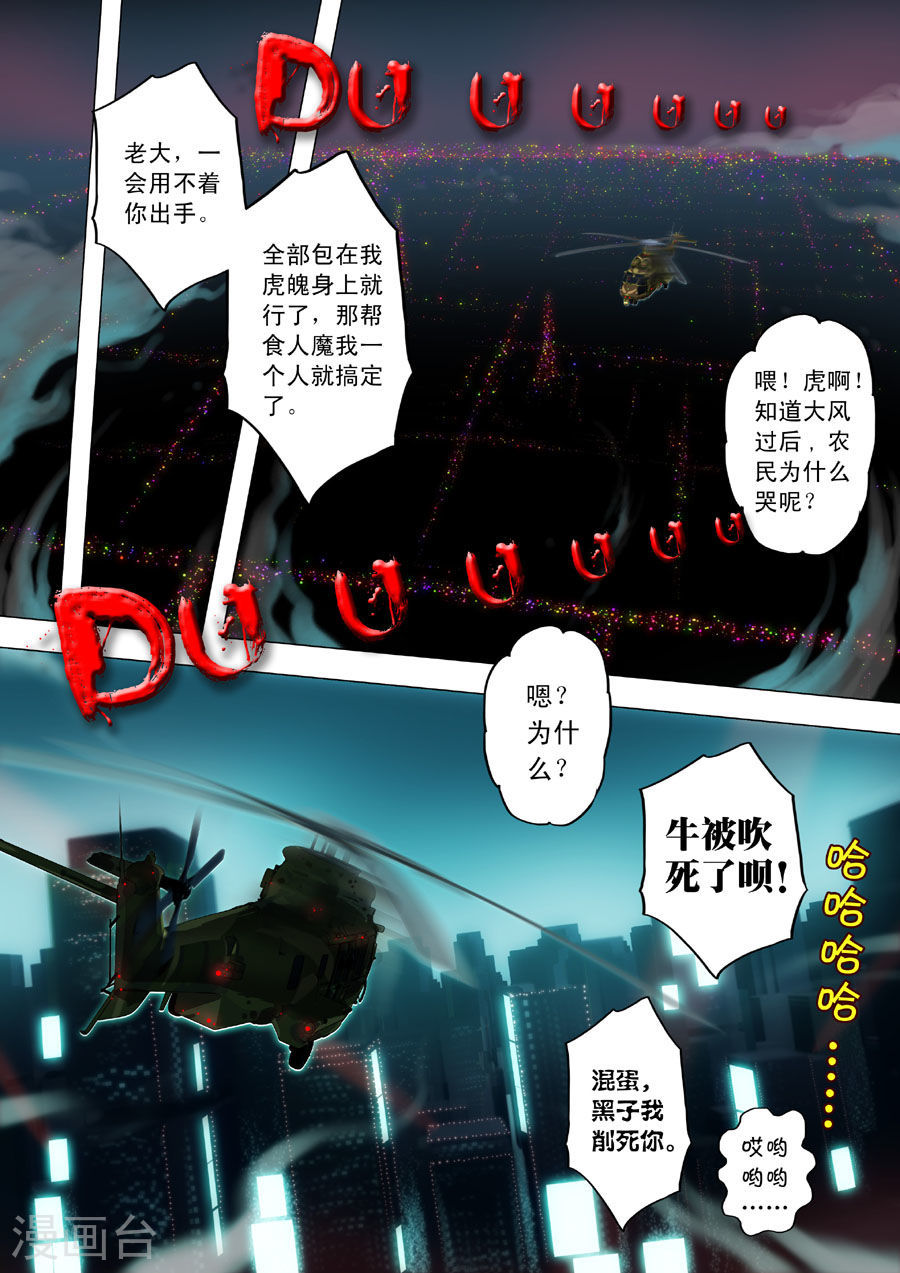 DU U U U U U
老大，一
会用不着
你出手。
全部包在我
虎魄身上就
行了，那帮
食人魔我一
个人就搞定
了。
喂！虎啊！
知道大风
过后，农
民为什么
哭呢？
DU U U U U U
嗯？
为什
么？
牛被吹
死了呗！
哈哈哈哈……
混蛋，
黑子我
削死你。
哎哟
哟哟
……
漫画台